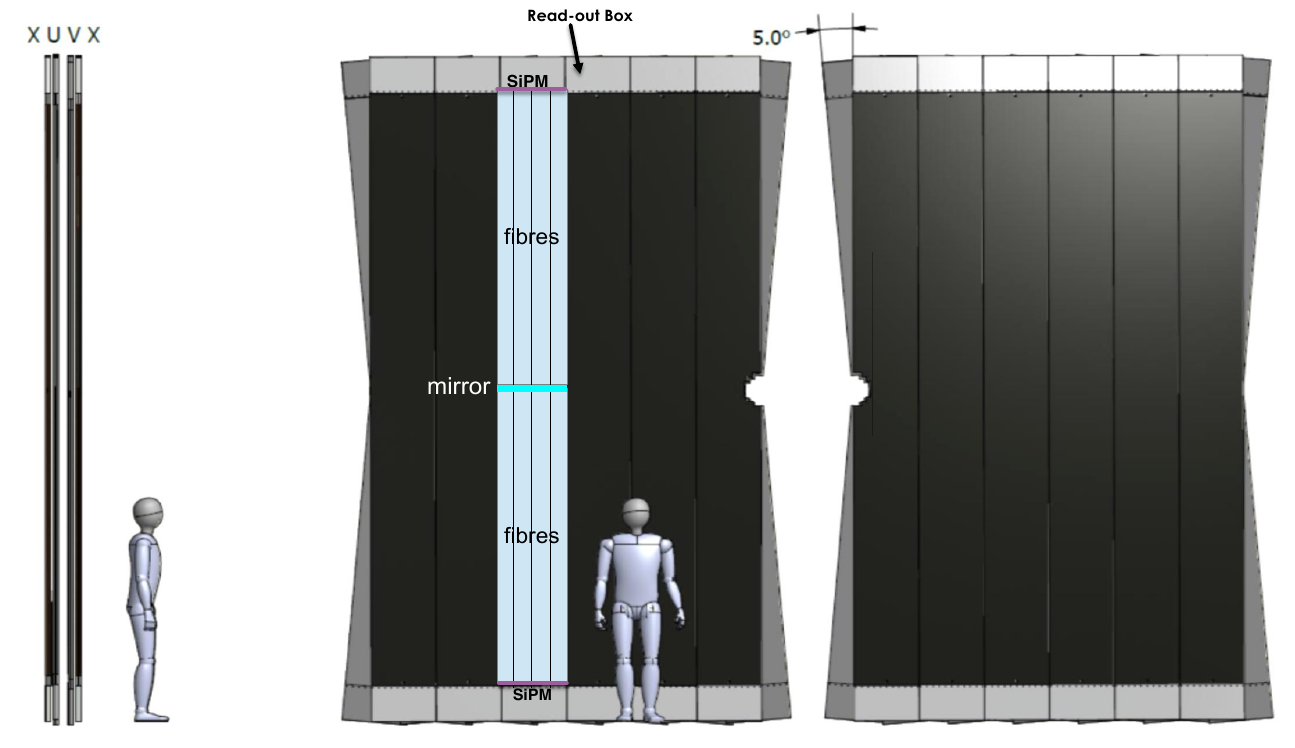 X U V X
Read-out Box
5.0°
SiPM
fibres
mirror
fibres
SiPM